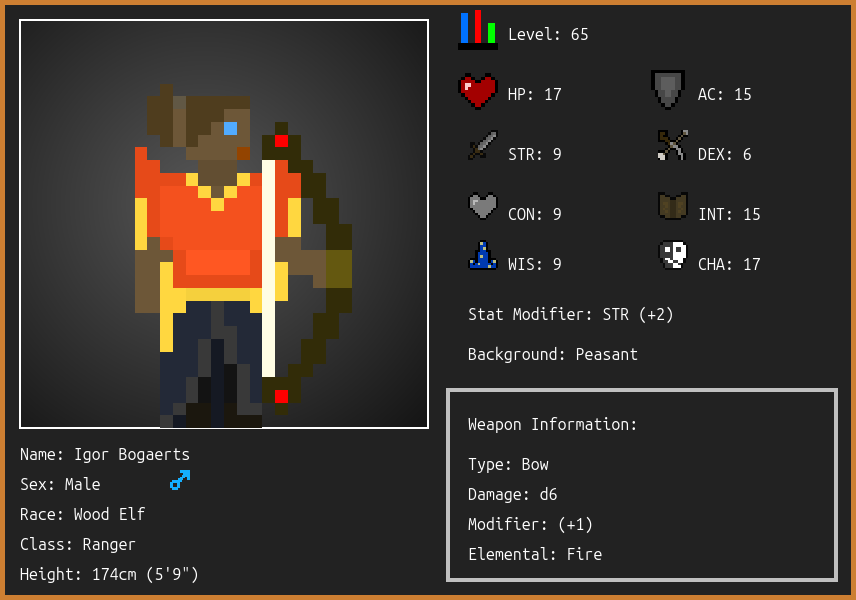 Level: 65
HP: 17
AC: 15
STR: 9
DEX: 6
CON: 9
INT: 15
WIS: 9
CHA: 17
Stat Modifier: STR (+2)
Background: Peasant
Weapon Information:
Type: Bow
Damage: d6
Modifier: (+1)
Elemental: Fire
Name: Igor Bogaerts
Sex: Male
Race: Wood Elf
Class: Ranger
Height: 174cm (5'9")